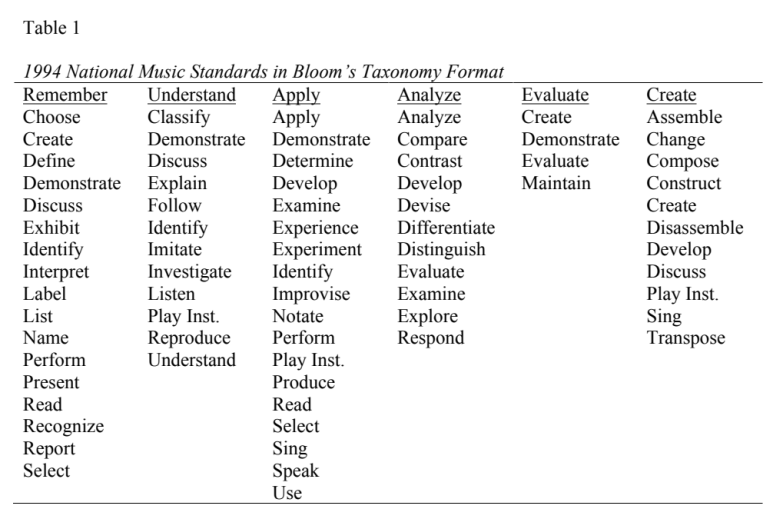 Table 1
1994 National Music Standards in Bloom's Taxonomy Format
Remember Understand Apply Analyze Evaluate Create
Choose Classify Apply Analyze Create Assemble
Create Demonstrate Demonstrate Compare Demonstrate Change
Define Discuss Determine Contrast Evaluate Compose
Demonstrate Explain Develop Develop Maintain Construct
Discuss Follow Examine Devise Create
Exhibit Identify Experience Differentiate Disassemble
Identify Imitate Experiment Distinguish Develop
Interpret Investigate Identify Evaluate Discuss
Label Listen Improvise Examine Play Inst.
List Play Inst. Notate Explore Sing
Name Reproduce Perform Respond Transpose
Perform Understand Play Inst.
Present Produce
Read Read
Recognize Select
Report Sing
Select Speak
Use